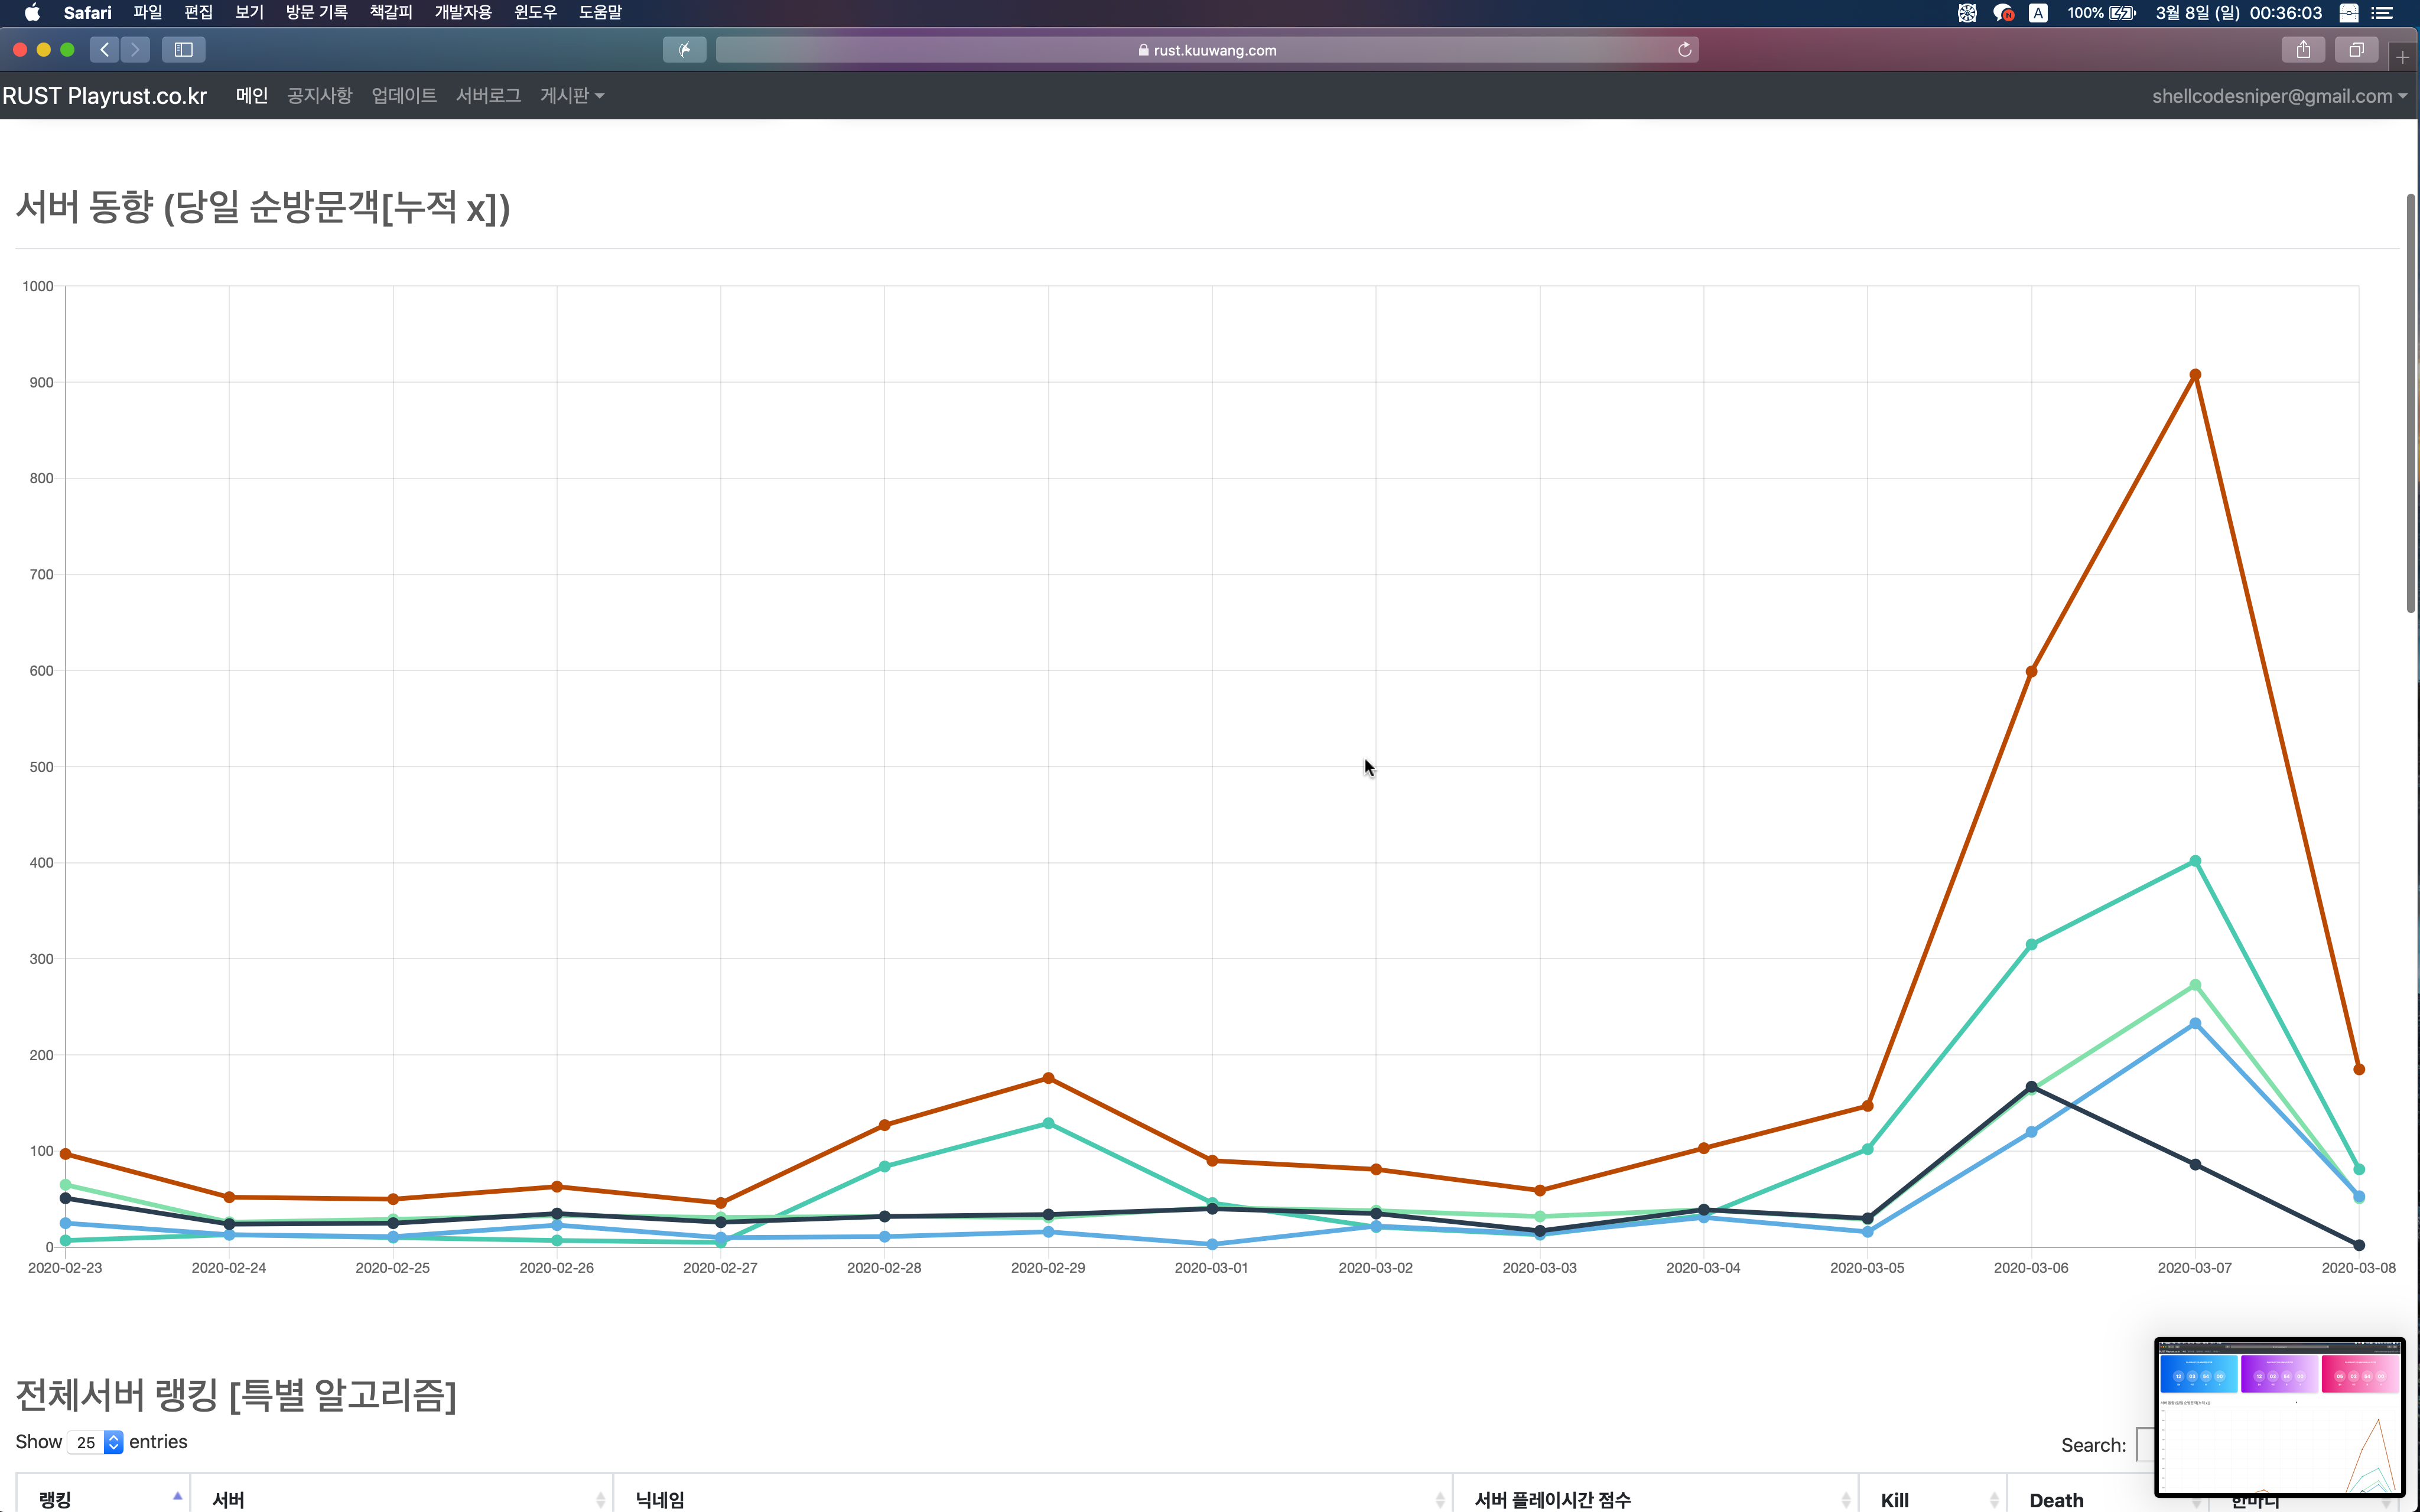 Safari 파일 편집 보기 방문 기록 책갈피 개발자용 윈도우 도움말 A 100% 3월 8일 (일) 00:36:03
rust.kuuwang.com
RUST Playrust.co.kr 메인 공지사항 업데이트 서버로그 게시판 shellcodesniper@gmail.com
서버 동향 (당일 순방문객[누적 x])
1000
900
800
700
600
500
400
300
200
100
0
2020-02-23 2020-02-24 2020-02-25 2020-02-26 2020-02-27 2020-02-28 2020-02-29 2020-03-01 2020-03-02 2020-03-03 2020-03-04 2020-03-05 2020-03-06 2020-03-07 2020-03-08
전체서버 랭킹 [특별 알고리즘]
Show 25 entries Search:
랭킹 서버 닉네임 서버 플레이시간 점수 Kill Death 한마디